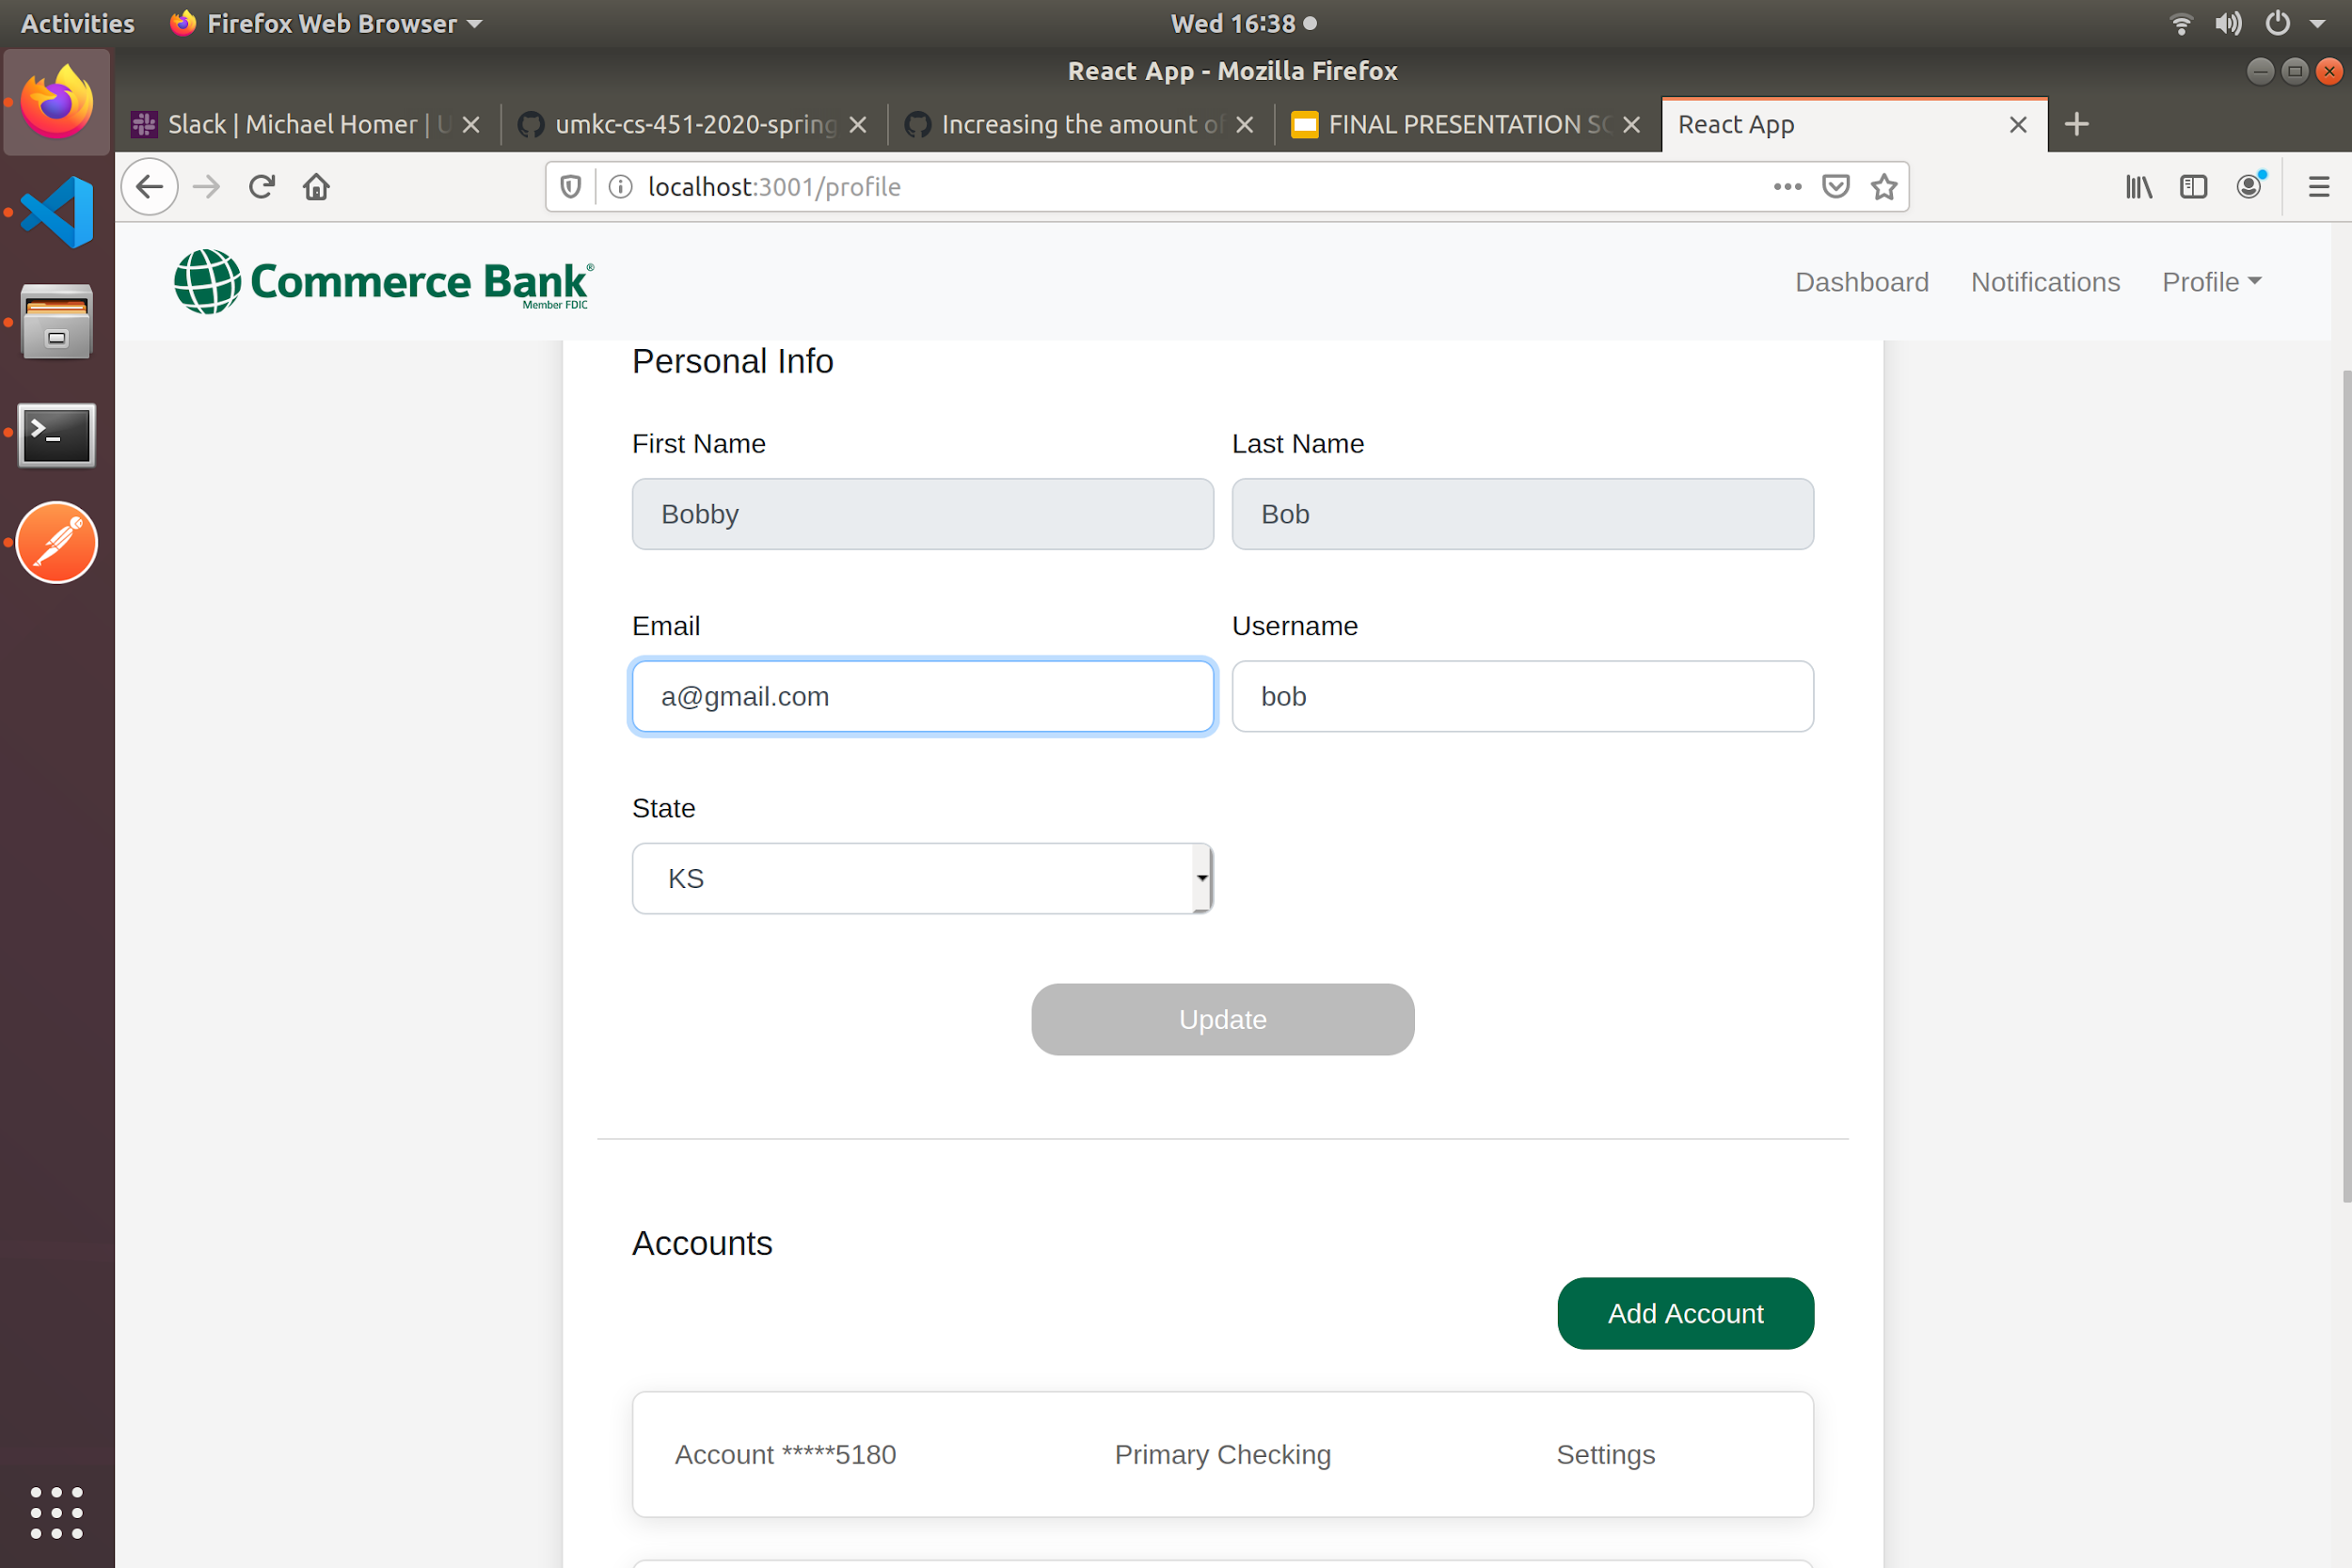 Activities Firefox Web Browser Wed 16:38
React App - Mozilla Firefox
Slack | Michael Homer | U umkc-cs-451-2020-spring Increasing the amount of FINAL PRESENTATION SC React App
localhost:3001/profile
Commerce Bank®
Member FDIC
Dashboard Notifications Profile
Personal Info
First Name Last Name
Bobby Bob
Email Username
a@gmail.com bob
State
KS
Update
Accounts
Add Account
Account *****5180 Primary Checking Settings